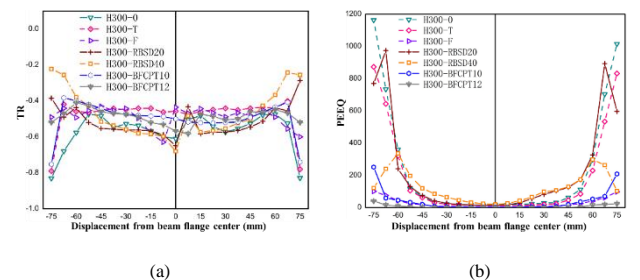 (a)
H300-0
H300-T
H300-F
H300-RBSD20
H300-RBSD40
H300-BFCPT10
H300-BFCPT12
TR
0.0
-0.2
-0.4
-0.6
-0.8
-1.0
-75 -60 -45 -30 -15 0 15 30 45 60 75
Displacement from beam flange center (mm)
(a)
(b)
H300-0
H300-T
H300-F
H300-RBSD20
H300-RBSD40
H300-BFCPT10
H300-BFCPT12
PEEQ
1200
1000
800
600
400
200
0
-75 -60 -45 -30 -15 0 15 30 45 60 75
Displacement from beam flange center (mm)
(b)